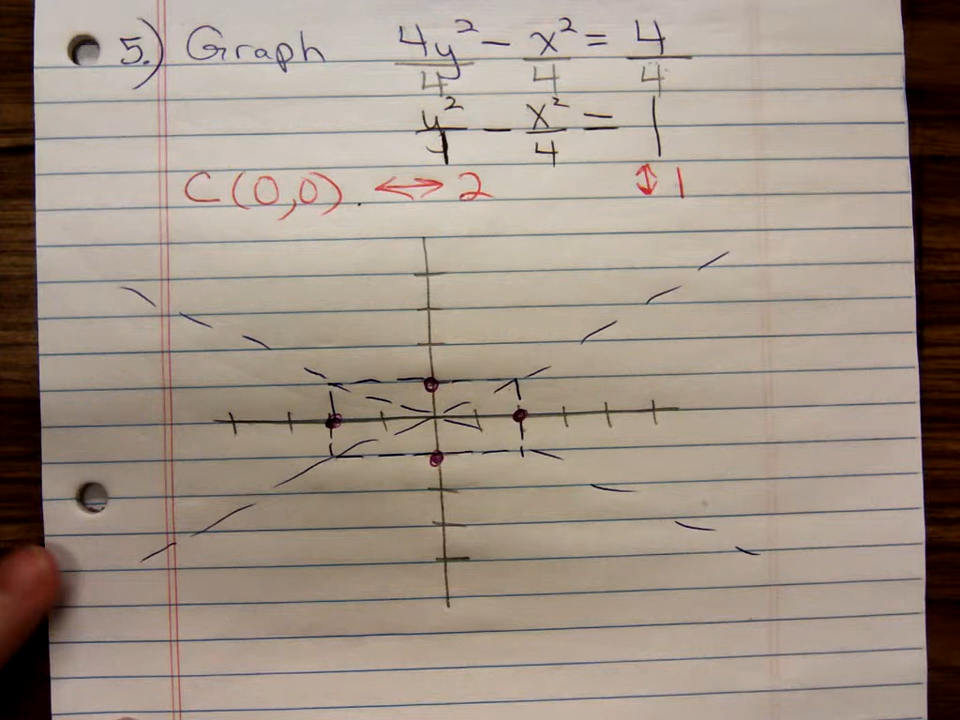 5.) Graph 4y² − x² = 4
4 4 4
y² − x² = 1
1 4
C (0,0). ↔ 2 ↕ 1